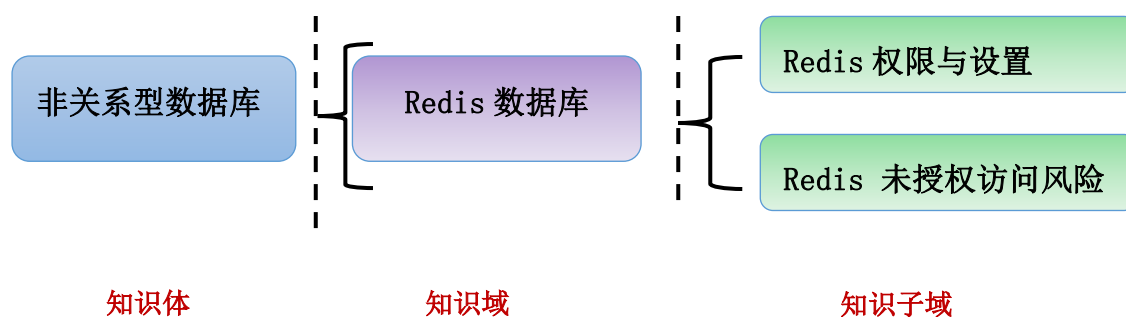 非关系型数据库
Redis 数据库
Redis 权限与设置
Redis 未授权访问风险
知识体
知识域
知识子域